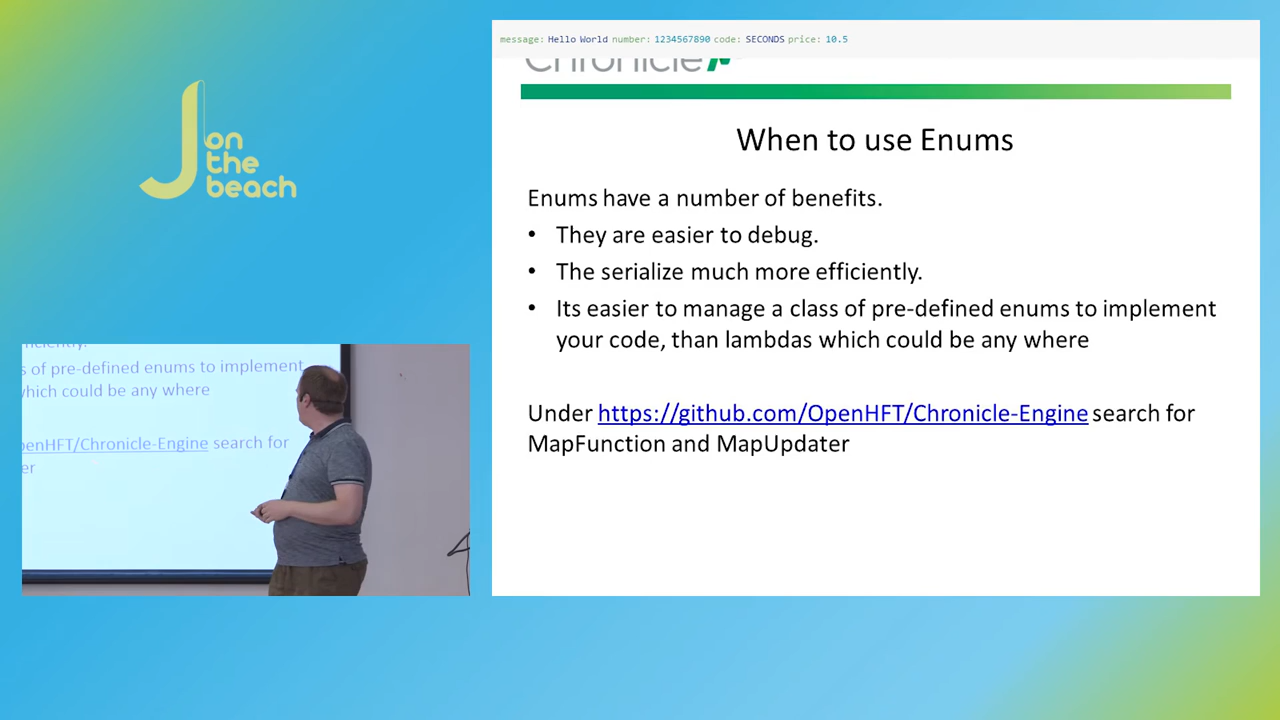 J on
the
beach
message: Hello World number: 1234567890 code: SECONDS price: 10.5
Chronicle
When to use Enums
Enums have a number of benefits.
• They are easier to debug.
• The serialize much more efficiently.
• Its easier to manage a class of pre-defined enums to implement
your code, than lambdas which could be any where
Under https://github.com/OpenHFT/Chronicle-Engine search for
MapFunction and MapUpdater
s of pre-defined enums to implement
which could be any where
penHFT/Chronicle-Engine search for
er